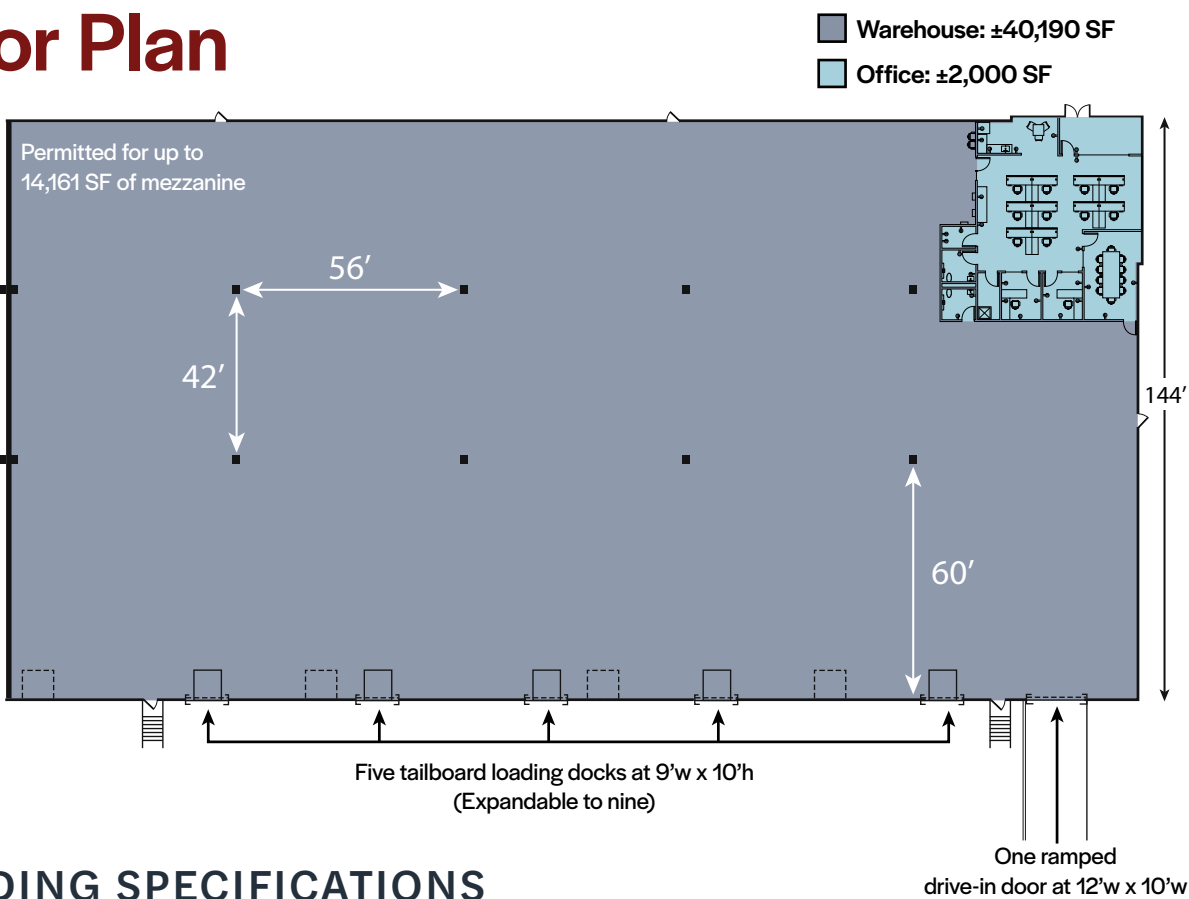 or Plan
Warehouse: ±40,190 SF
Office: ±2,000 SF
Permitted for up to
14,161 SF of mezzanine
56’
42’
144’
60’
Five tailboard loading docks at 9’w x 10’h
(Expandable to nine)
One ramped
drive-in door at 12’w x 10’w
DING SPECIFICATIONS